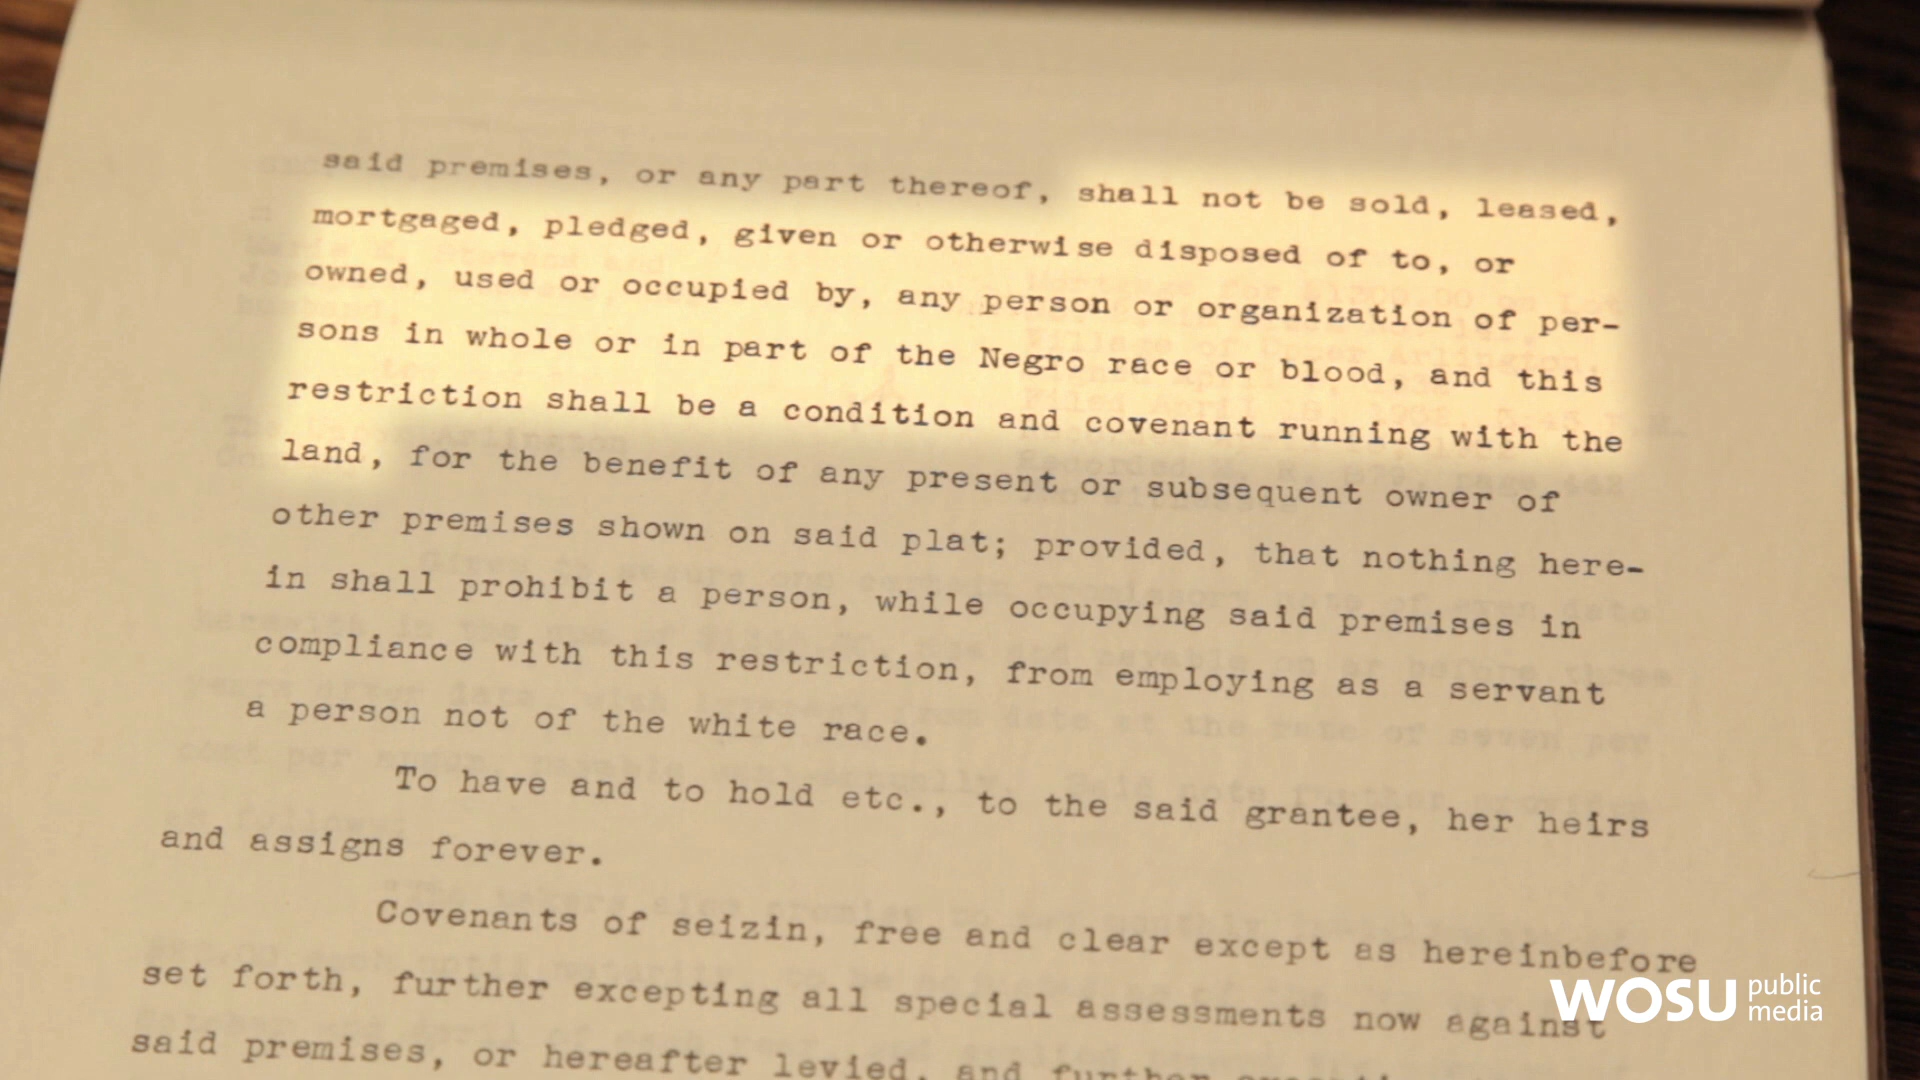 said premises, or any part thereof, shall not be sold, leased,
mortgaged, pledged, given or otherwise disposed of to, or
owned, used or occupied by, any person or organization of per-
sons in whole or in part of the Negro race or blood, and this
restriction shall be a condition and covenant running with the
land, for the benefit of any present or subsequent owner of
other premises shown on said plat; provided, that nothing here-
in shall prohibit a person, while occupying said premises in
compliance with this restriction, from employing as a servant
a person not of the white race.
To have and to hold etc., to the said grantee, her heirs
and assigns forever.
Covenants of seizin, free and clear except as hereinbefore
set forth, further excepting all special assessments now against
said premises, or hereafter levied, and further
WOSU public
media